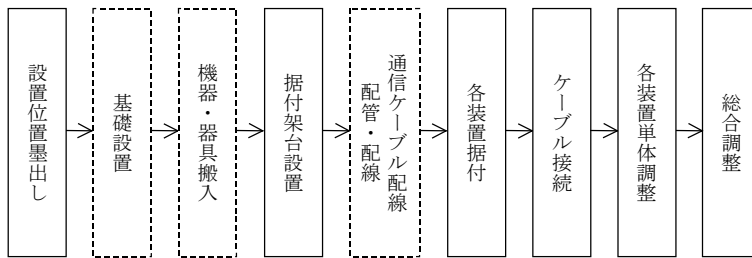 設置位置墨出し
基礎設置
機器・器具搬入
据付架台設置
通信ケーブル配線
配管・配線
各装置据付
ケーブル接続
各装置単体調整
総合調整